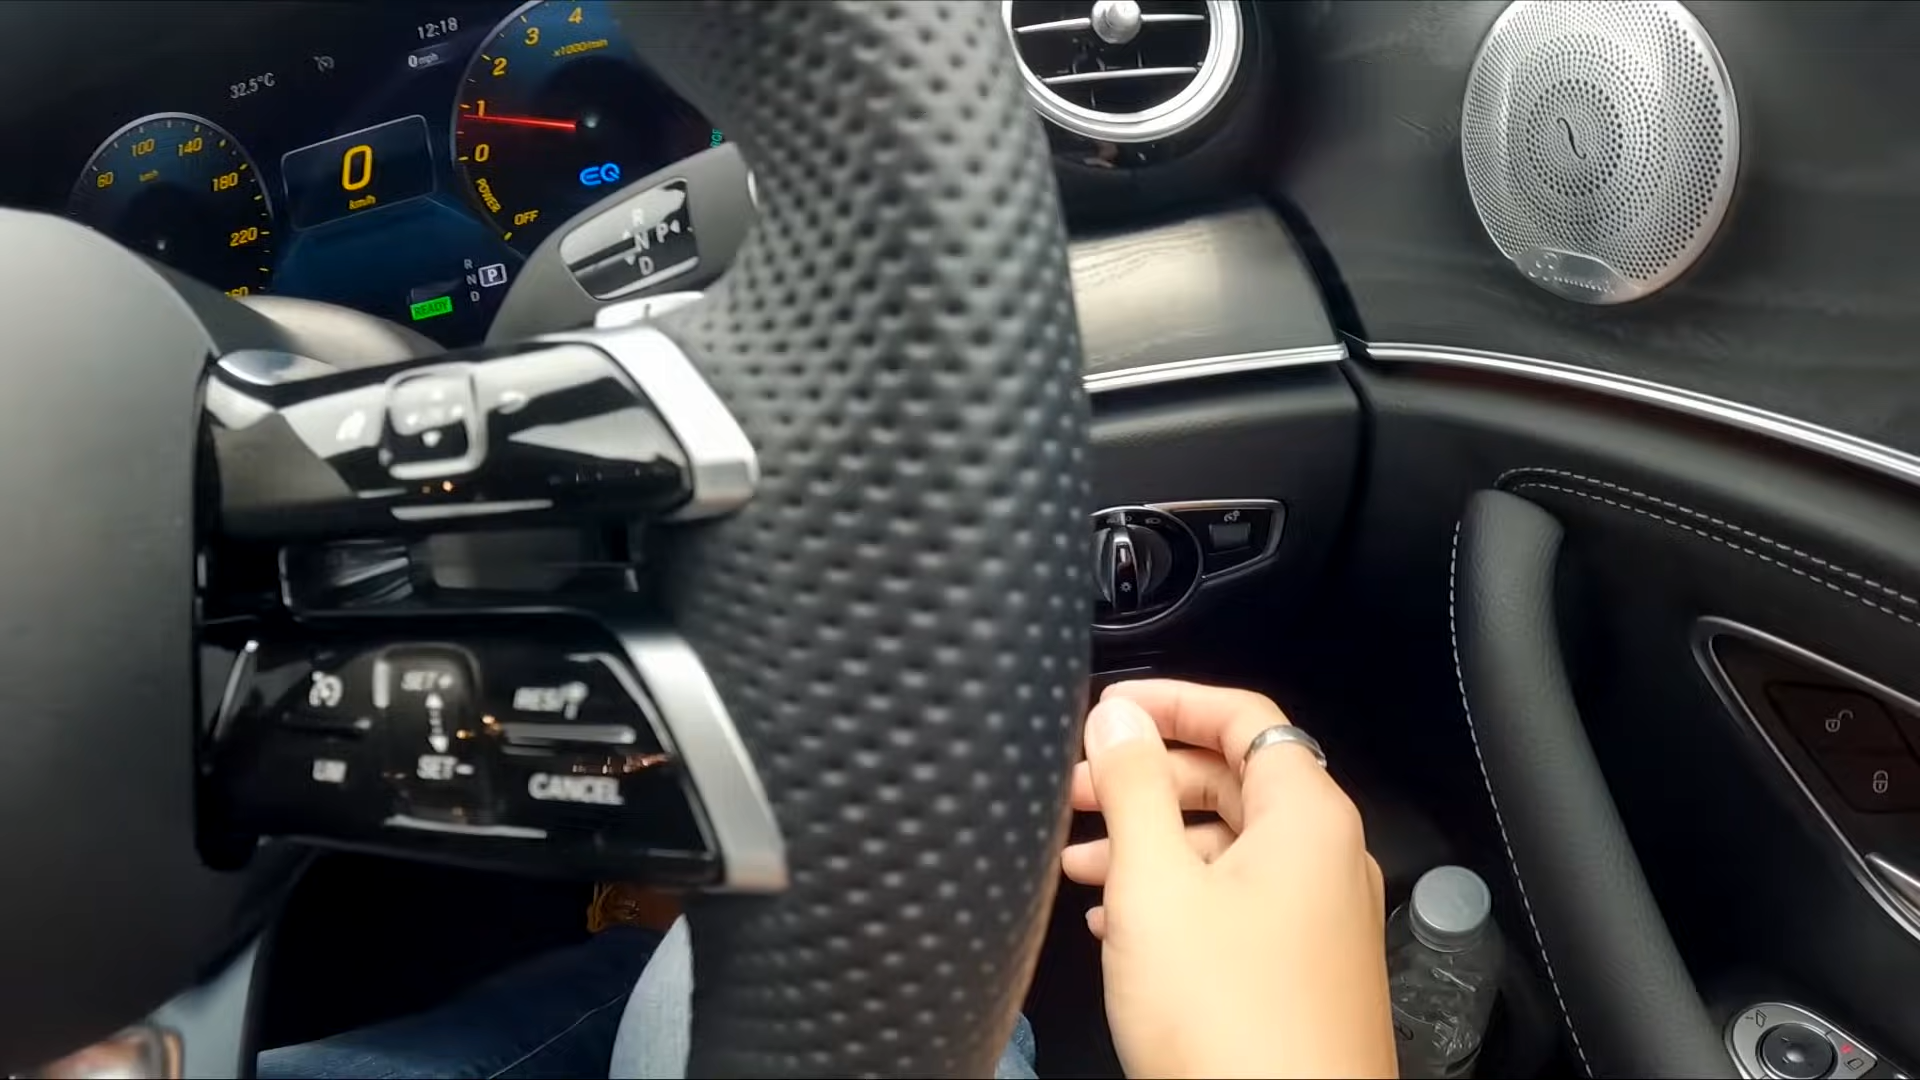 12:18
0 mph
32,5°C
60
100
140
180
220
km/h
0
km/h
4
3
2
1
0
x1000/min
EQ
POWER
OFF
R
N
D
P
READY
R
N
P
D
SET+
RES/
LIM
SET-
CANCEL